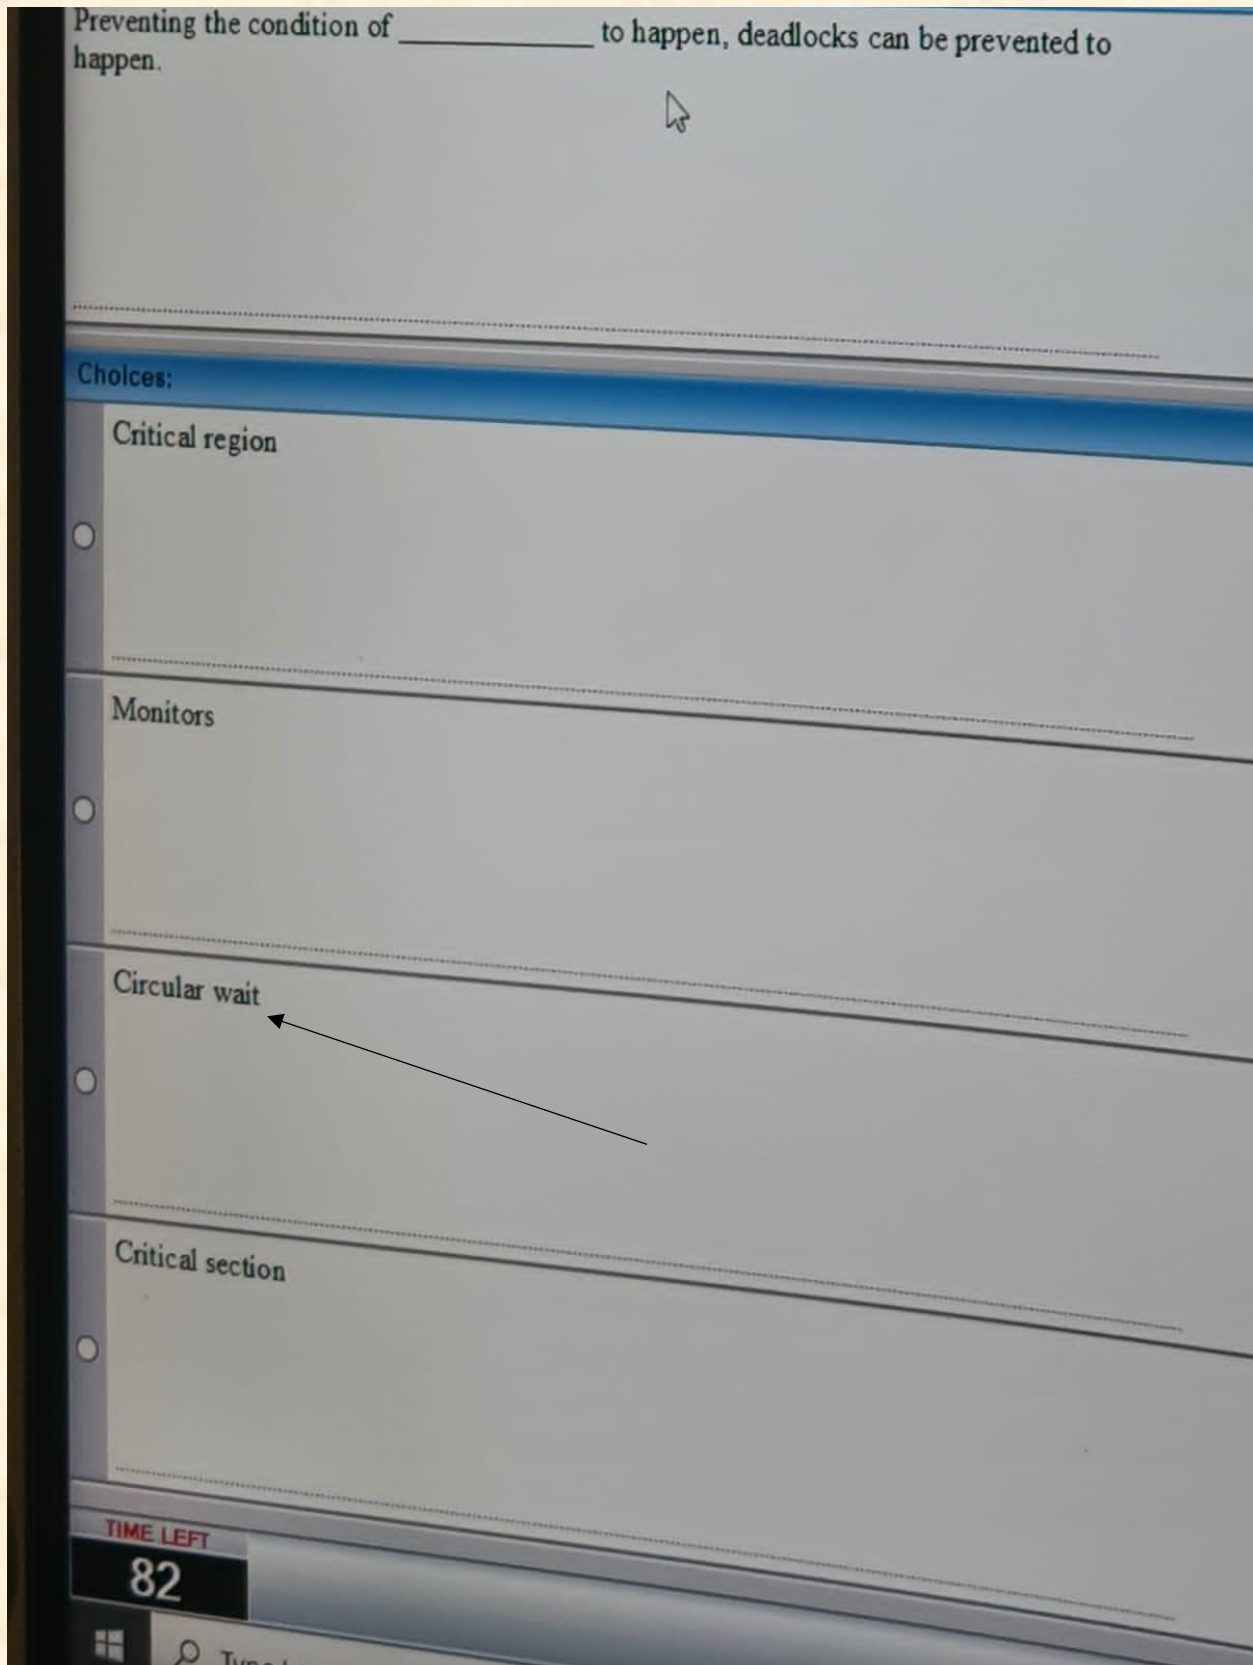 Preventing the condition of ____________ to happen, deadlocks can be prevented to
happen.
Choices:
Critical region
Monitors
Circular wait
Critical section
TIME LEFT
82